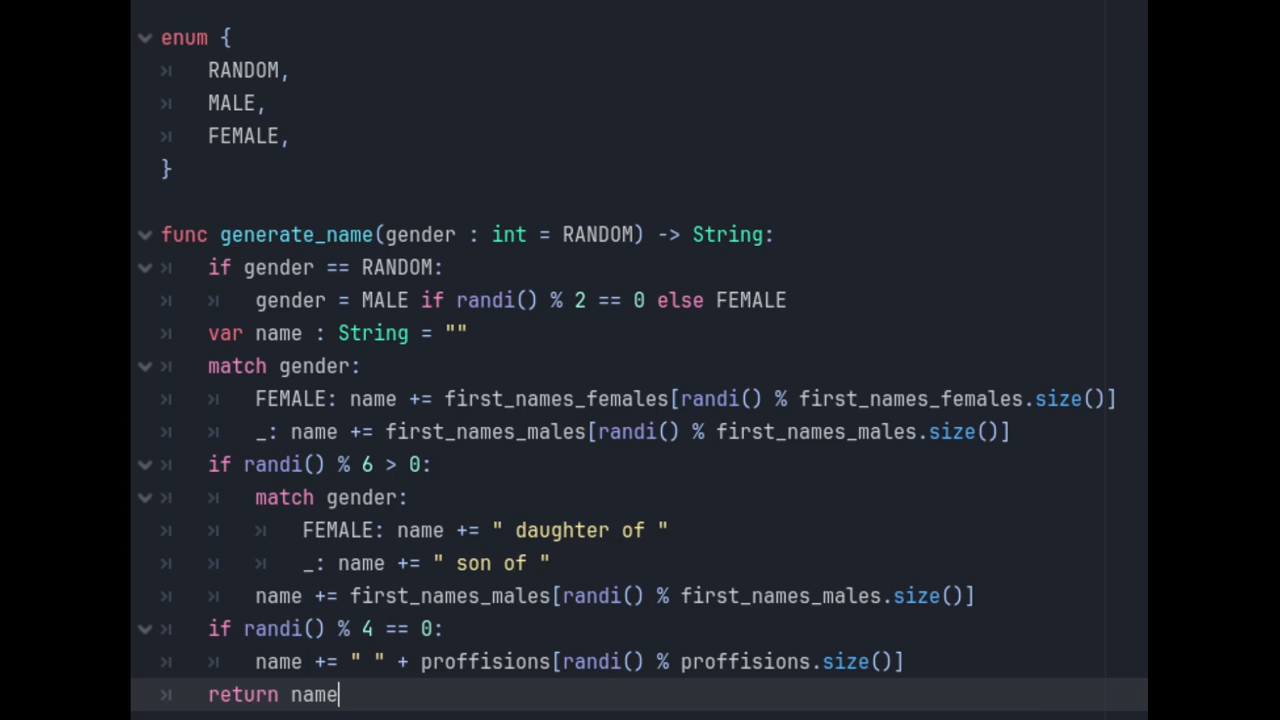 enum {
RANDOM,
MALE,
FEMALE,
}
func generate_name(gender : int = RANDOM) -> String:
if gender == RANDOM:
gender = MALE if randi() % 2 == 0 else FEMALE
var name : String = ""
match gender:
FEMALE: name += first_names_females[randi() % first_names_females.size()]
_: name += first_names_males[randi() % first_names_males.size()]
if randi() % 6 > 0:
match gender:
FEMALE: name += " daughter of "
_: name += " son of "
name += first_names_males[randi() % first_names_males.size()]
if randi() % 4 == 0:
name += " " + proffisions[randi() % proffisions.size()]
return name